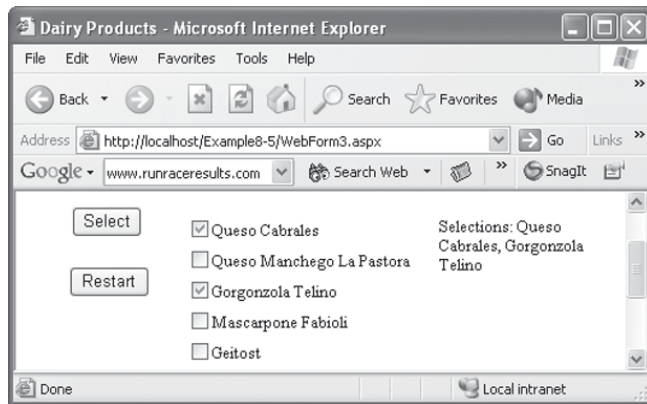 Dairy Products - Microsoft Internet Explorer
File Edit View Favorites Tools Help
Back Search Favorites Media »
Address http://localhost/Example8-5/WebForm3.aspx Go Links »
Google www.runraceresults.com Search Web » SnagIt
Select
Restart
Queso Cabrales
Queso Manchego La Pastora
Gorgonzola Telino
Mascarpone Fabioli
Geitost
Selections: Queso
Cabrales, Gorgonzola
Telino
Done Local intranet